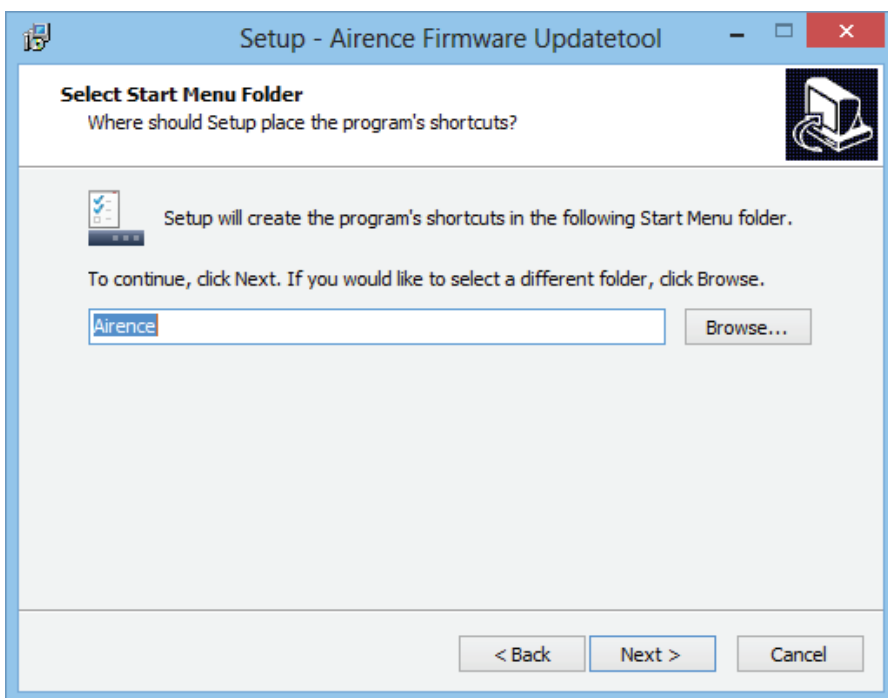 Setup - Airence Firmware Updatetool
Select Start Menu Folder
Where should Setup place the program's shortcuts?
Setup will create the program's shortcuts in the following Start Menu folder.
To continue, click Next. If you would like to select a different folder, click Browse.
Airence
Browse...
< Back
Next >
Cancel